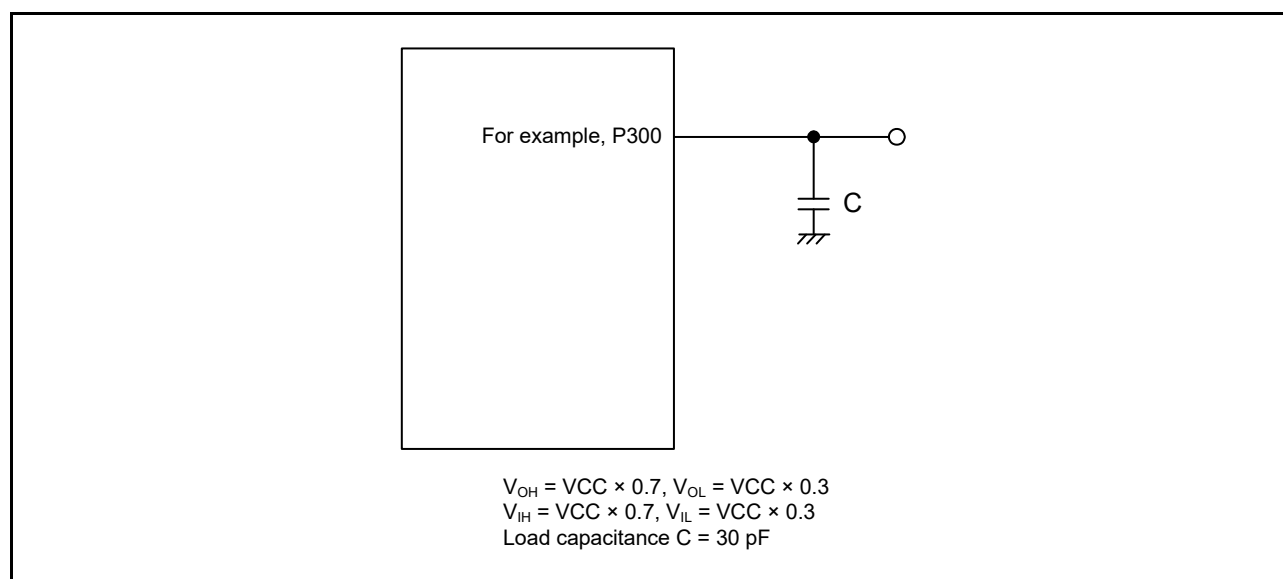 For example, P300
C
V_OH = VCC × 0.7, V_OL = VCC × 0.3
V_IH = VCC × 0.7, V_IL = VCC × 0.3
Load capacitance C = 30 pF